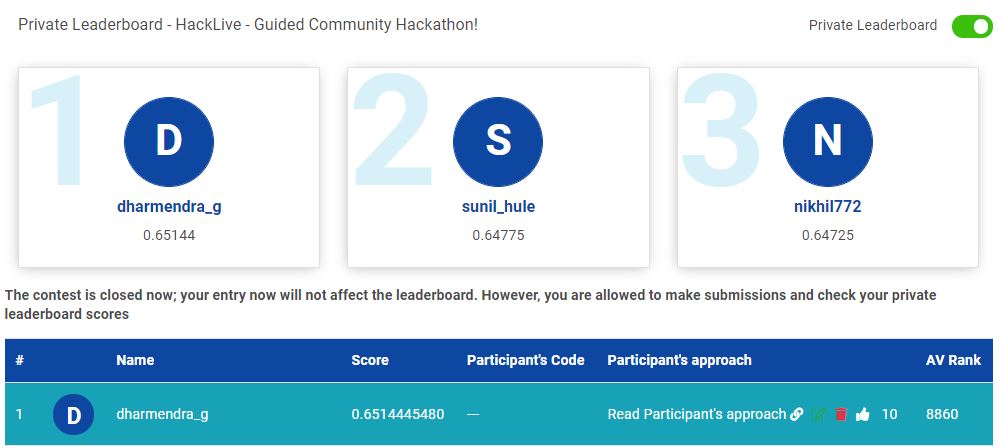 Private Leaderboard - HackLive - Guided Community Hackathon!
Private Leaderboard
1
D
dharmendra_g
0.65144
2
S
sunil_hule
0.64775
3
N
nikhil772
0.64725
The contest is closed now; your entry now will not affect the leaderboard. However, you are allowed to make submissions and check your private
leaderboard scores
# Name Score Participant's Code Participant's approach AV Rank
1 D dharmendra_g 0.6514445480 — Read Participant's approach 10 8860